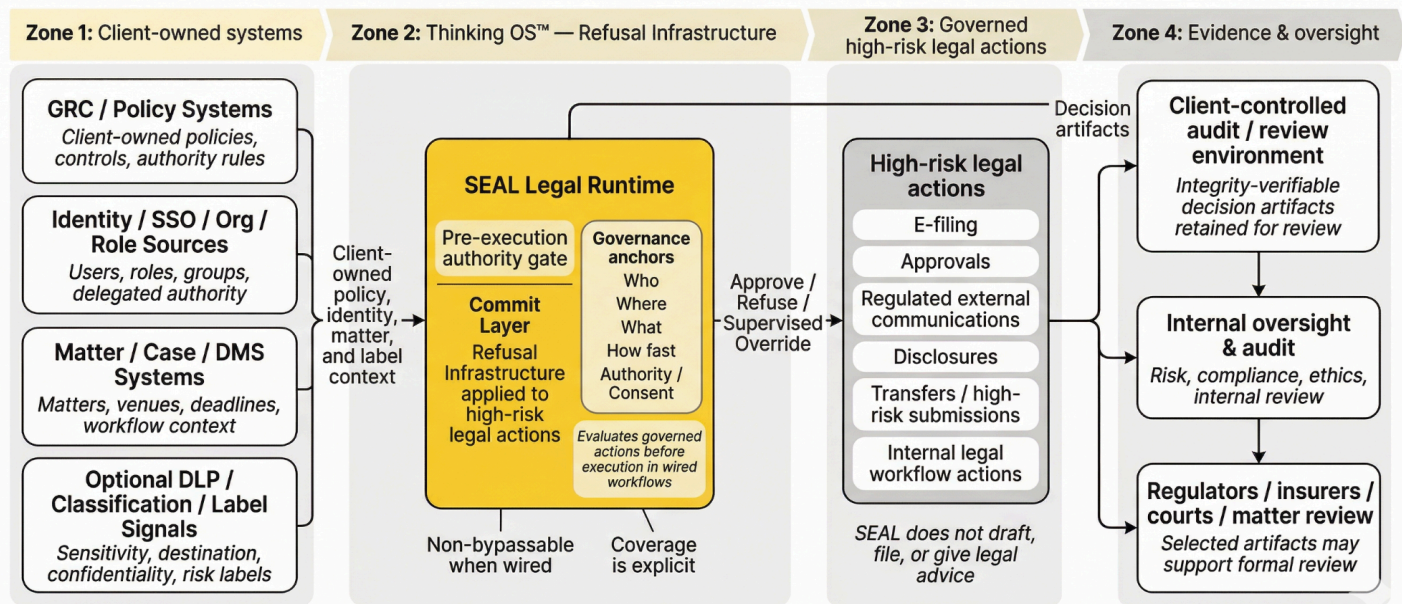 Zone 1: Client-owned systems
Zone 2: Thinking OS™ — Refusal Infrastructure
Zone 3: Governed
high-risk legal actions
Zone 4: Evidence & oversight
GRC / Policy Systems
Client-owned policies,
controls, authority rules
Identity / SSO / Org /
Role Sources
Users, roles, groups,
delegated authority
Matter / Case / DMS
Systems
Matters, venues, deadlines,
workflow context
Optional DLP /
Classification / Label
Signals
Sensitivity, destination,
confidentiality, risk labels
Client-
owned
policy,
identity,
matter,
and label
context
SEAL Legal Runtime
Pre-execution
authority gate
Commit
Layer
Refusal
Infrastructure
applied to
high-risk
legal actions
Governance
anchors
Who
Where
What
How fast
Authority /
Consent
Evaluates governed
actions before
execution in wired
workflows
Non-bypassable
when wired
Coverage
is explicit
Approve /
Refuse /
Supervised
Override
Decision
artifacts
High-risk legal
actions
E-filing
Approvals
Regulated external
communications
Disclosures
Transfers / high-
risk submissions
Internal legal
workflow actions
SEAL does not draft,
file, or give legal
advice
Client-controlled
audit / review
environment
Integrity-verifiable
decision artifacts
retained for review
Internal oversight
& audit
Risk, compliance, ethics,
internal review
Regulators / insurers /
courts / matter review
Selected artifacts may
support formal review